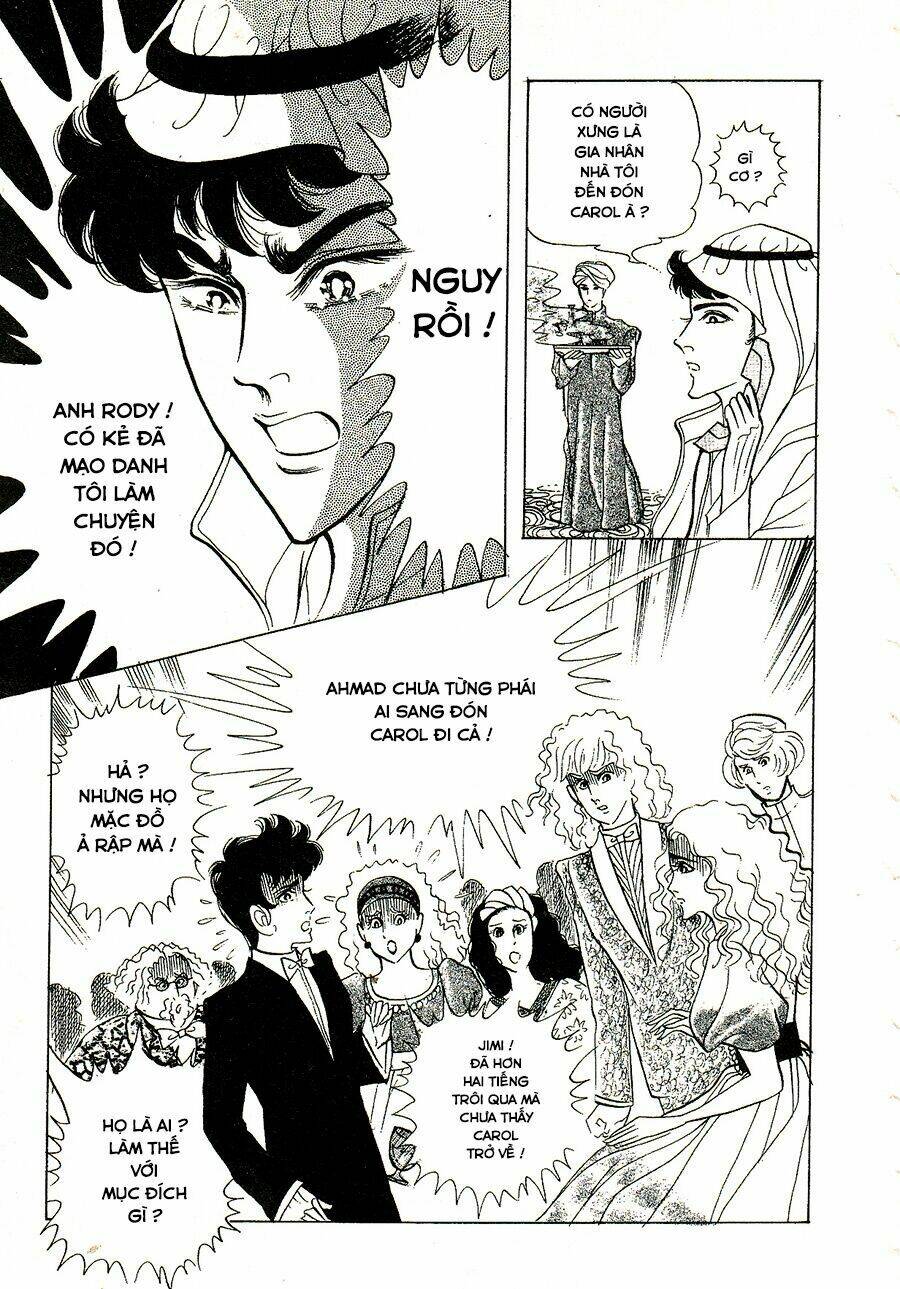 GÌ
CƠ ?
CÓ NGƯỜI
XƯNG LÀ
GIA NHÂN
NHÀ TÔI
ĐẾN ĐÓN
CAROL À ?
NGUY
RỒI !
ANH RODY !
CÓ KẺ ĐÃ
MẠO DANH
TÔI LÀM
CHUYỆN
ĐÓ !
AHMAD CHƯA TỪNG PHÁI
AI SANG ĐÓN
CAROL ĐI CẢ !
HẢ ?
NHƯNG HỌ
MẶC ĐỒ
Ả RẬP MÀ !
JIMI !
ĐÃ HƠN
HAI TIẾNG
TRÔI QUA MÀ
CHƯA THẤY
CAROL
TRỞ VỀ !
HỌ LÀ AI ?
LÀM THẾ
VỚI
MỤC ĐÍCH
GÌ ?